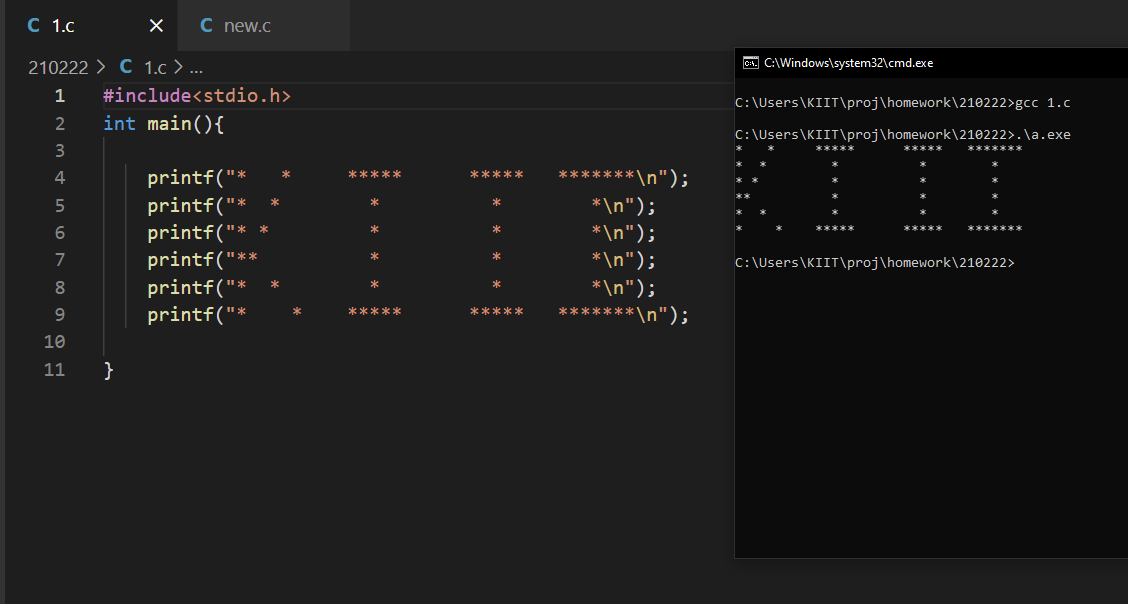 C 1.c × C new.c
210222 > C 1.c > ...
1 #include<stdio.h>
2 int main(){
3
4     printf("*   *     *****      *****   *******\n");
5     printf("*  *        *          *        *\n");
6     printf("* *         *          *        *\n");
7     printf("**          *          *        *\n");
8     printf("*  *        *          *        *\n");
9     printf("*    *    *****      *****   *******\n");
10
11 }
C:\Windows\system32\cmd.exe
C:\Users\KIIT\proj\homework\210222>gcc 1.c
C:\Users\KIIT\proj\homework\210222>.\a.exe
*   *     *****      *****   *******
*  *        *          *        *
* *         *          *        *
**          *          *        *
*  *        *          *        *
*    *    *****      *****   *******
C:\Users\KIIT\proj\homework\210222>